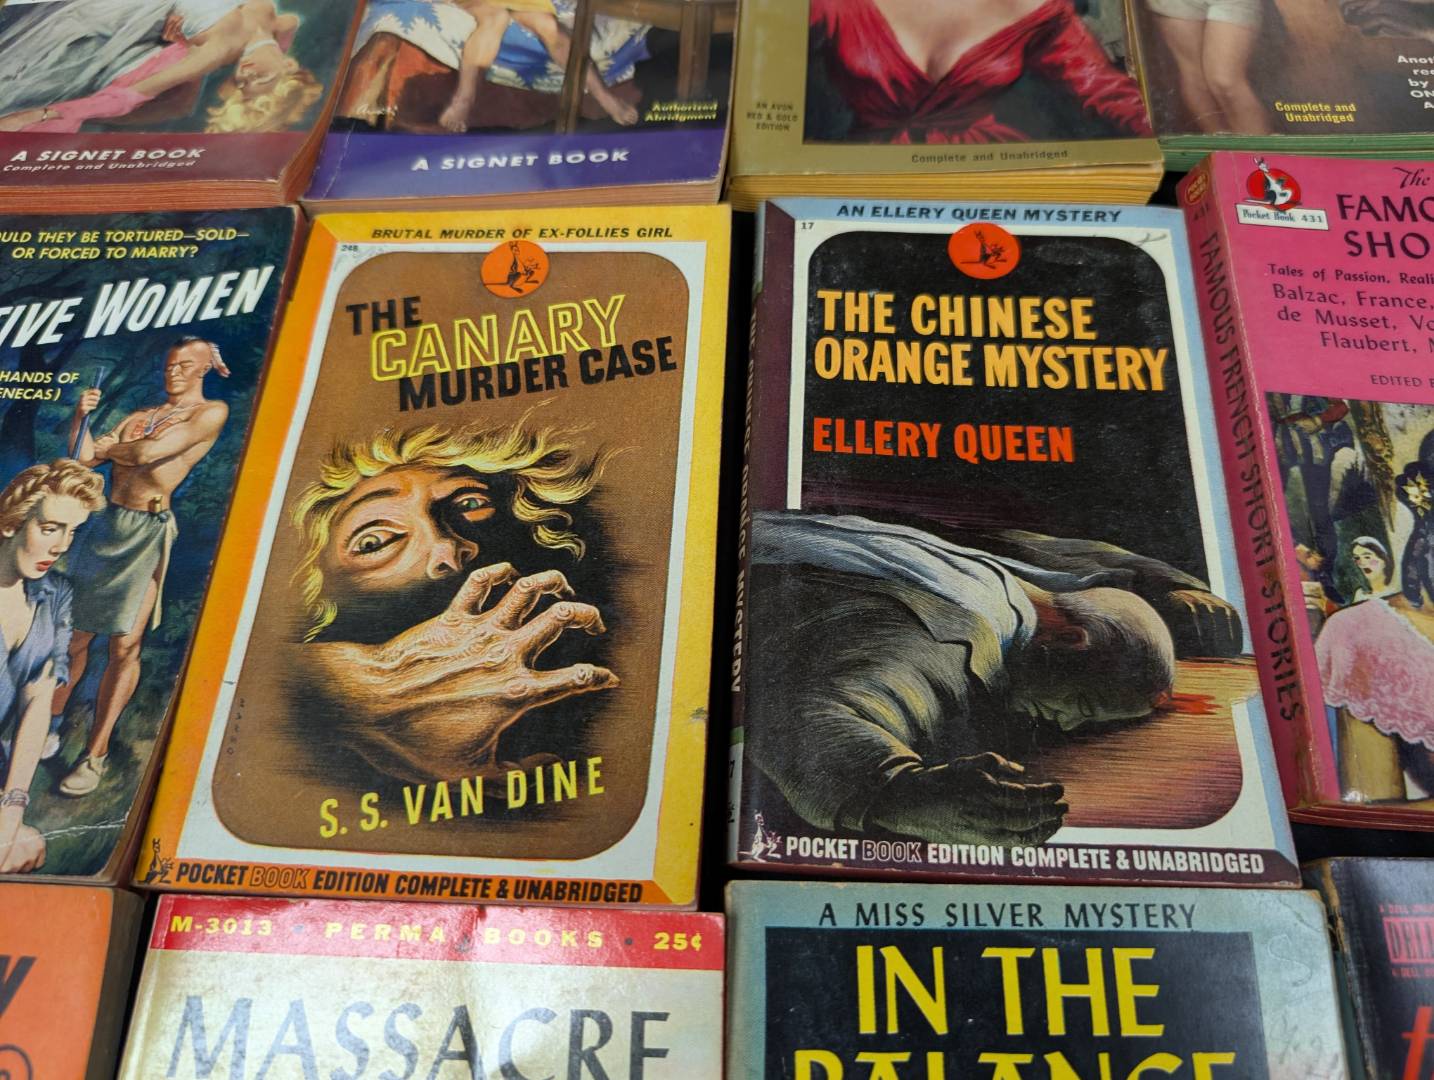 A SIGNET BOOK
Complete and Unabridged
Authorized
Abridgment
A SIGNET BOOK
AN AVON
RED & GOLD
EDITION
Complete and Unabridged
Complete and
Unabridged
by
THEY BE TORTURED—SOLD—
OR FORCED TO MARRY?
WOMEN
HANDS OF
BRUTAL MURDER OF EX-FOLLIES GIRL
248
THE
CANARY
MURDER CASE
S. S. VAN DINE
POCKET BOOK EDITION COMPLETE & UNABRIDGED
AN ELLERY QUEEN MYSTERY
17
THE CHINESE
ORANGE MYSTERY
ELLERY QUEEN
POCKET BOOK EDITION COMPLETE & UNABRIDGED
431
FAMOUS FRENCH SHORT STORIES
Pocket Book 431
The
FAMO
SHO
Tales of Passion, Reali
Balzac, France,
de Musset, Vo
Flaubert,
EDITED
M-3013 • PERMA BOOKS • 25¢
MASSACRE
A MISS SILVER MYSTERY
IN THE
BALANCE
DELL